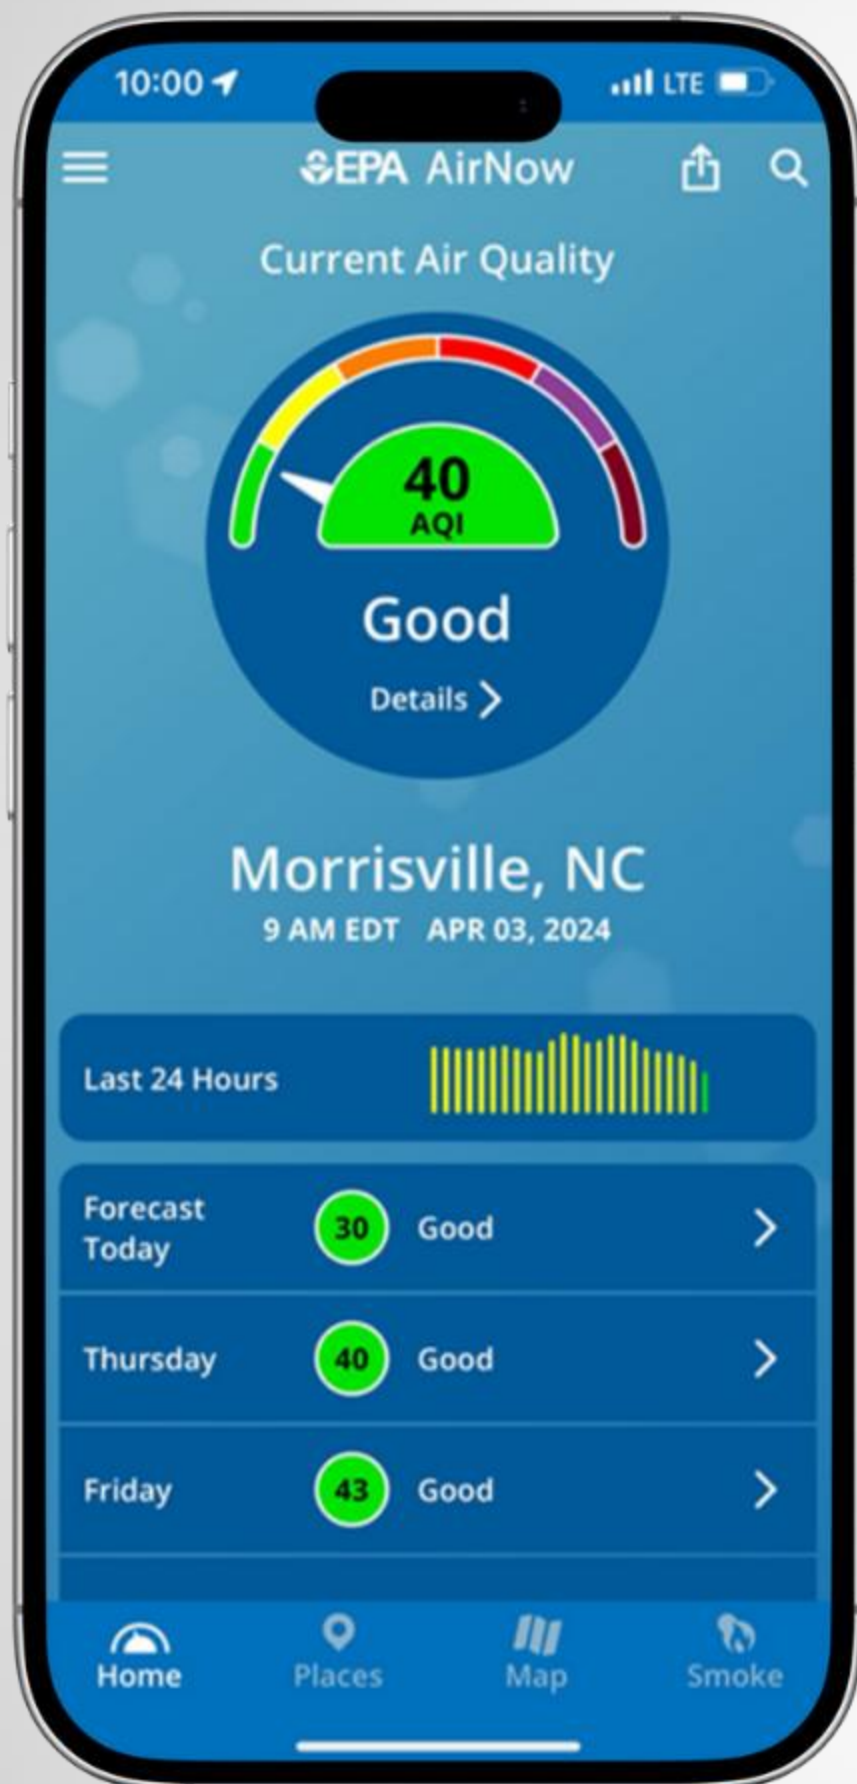 10:00 LTE
EPA AirNow
Current Air Quality
40
AQI
Good
Details
Morrisville, NC
9 AM EDT APR 03, 2024
Last 24 Hours
Forecast
Today
30 Good
Thursday 40 Good
Friday 43 Good
Home Places Map Smoke